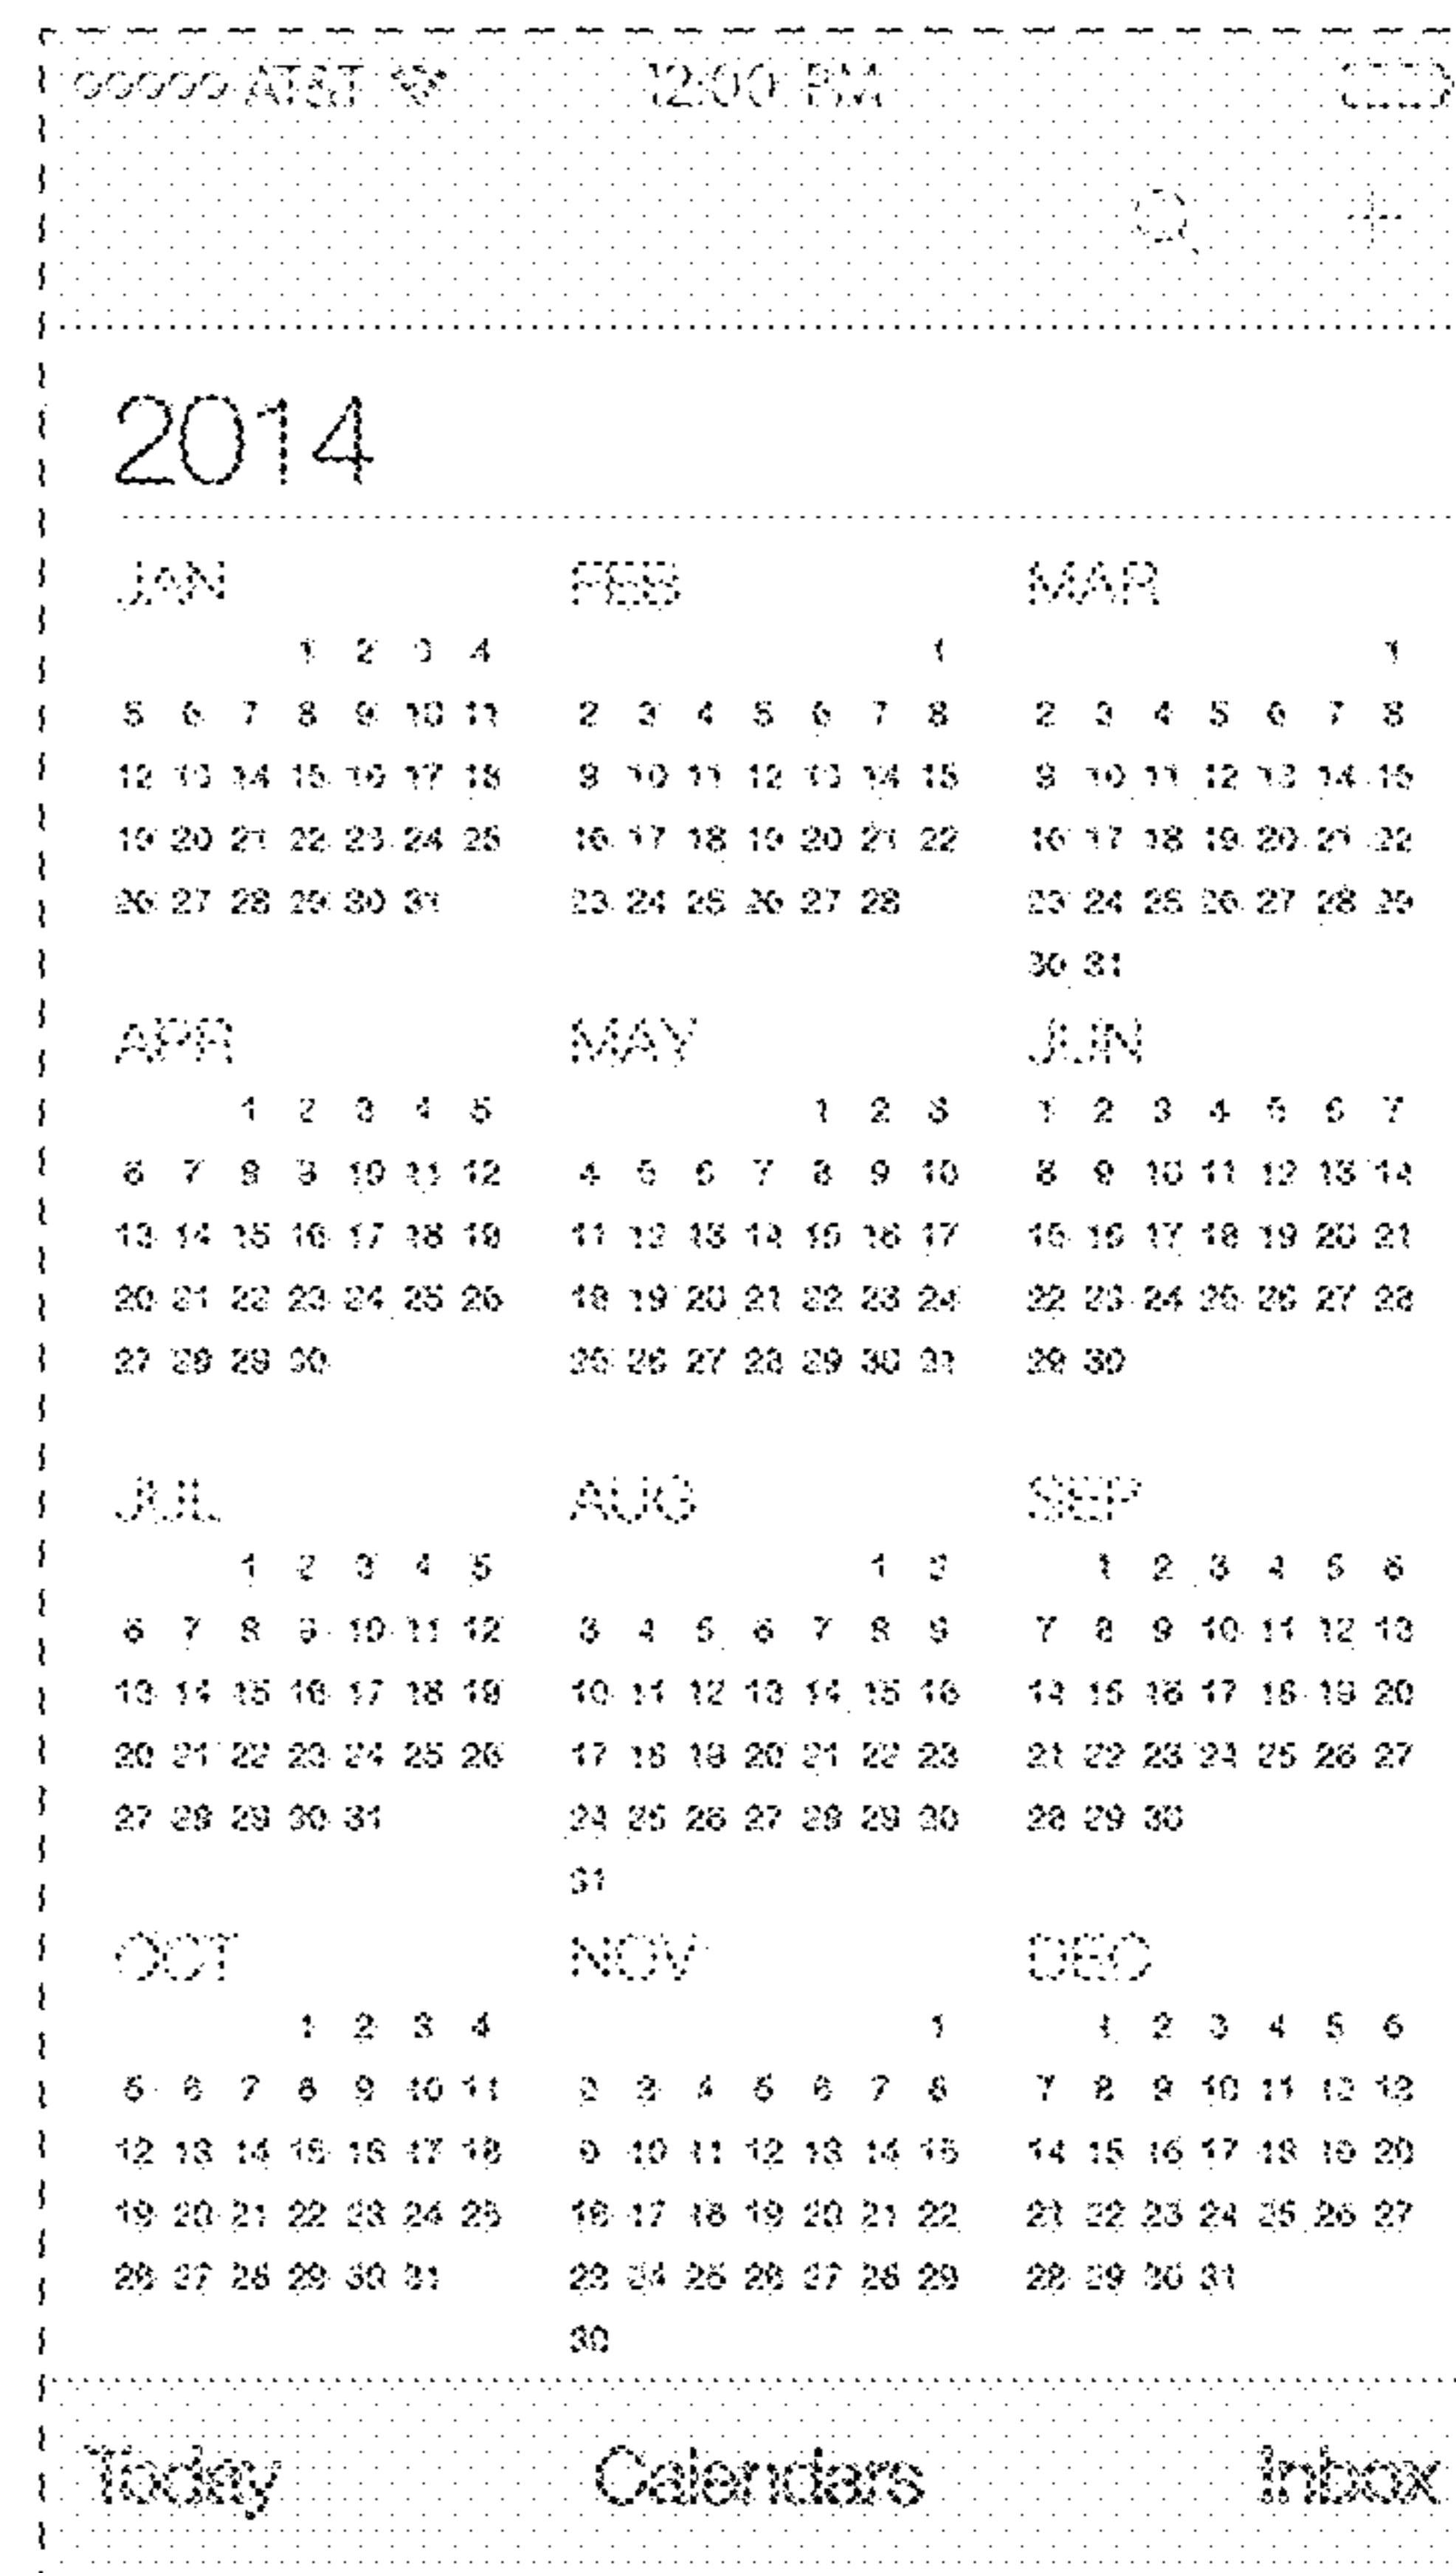 AT&T 12:00 PM
2014
JAN FEB MAR
1 2 3 4 1 1
5 6 7 8 9 10 11 2 3 4 5 6 7 8 2 3 4 5 6 7 8
12 13 14 15 16 17 18 9 10 11 12 13 14 15 9 10 11 12 13 14 15
19 20 21 22 23 24 25 16 17 18 19 20 21 22 16 17 18 19 20 21 22
26 27 28 29 30 31 23 24 25 26 27 28 23 24 25 26 27 28 29
30 31
APR MAY JUN
1 2 3 4 5 1 2 3 1 2 3 4 5 6 7
6 7 8 9 10 11 12 4 5 6 7 8 9 10 8 9 10 11 12 13 14
13 14 15 16 17 18 19 11 12 13 14 15 16 17 15 16 17 18 19 20 21
20 21 22 23 24 25 26 18 19 20 21 22 23 24 22 23 24 25 26 27 28
27 28 29 30 25 26 27 28 29 30 31 29 30
JUL AUG SEP
1 2 3 4 5 1 2 1 2 3 4 5 6
6 7 8 9 10 11 12 3 4 5 6 7 8 9 7 8 9 10 11 12 13
13 14 15 16 17 18 19 10 11 12 13 14 15 16 14 15 16 17 18 19 20
20 21 22 23 24 25 26 17 18 19 20 21 22 23 21 22 23 24 25 26 27
27 28 29 30 31 24 25 26 27 28 29 30 28 29 30
31
OCT NOV DEC
1 2 3 4 1 1 2 3 4 5 6
5 6 7 8 9 10 11 2 3 4 5 6 7 8 7 8 9 10 11 12 13
12 13 14 15 16 17 18 9 10 11 12 13 14 15 14 15 16 17 18 19 20
19 20 21 22 23 24 25 16 17 18 19 20 21 22 21 22 23 24 25 26 27
26 27 28 29 30 31 23 24 25 26 27 28 29 28 29 30 31
30
Today Calendars Inbox